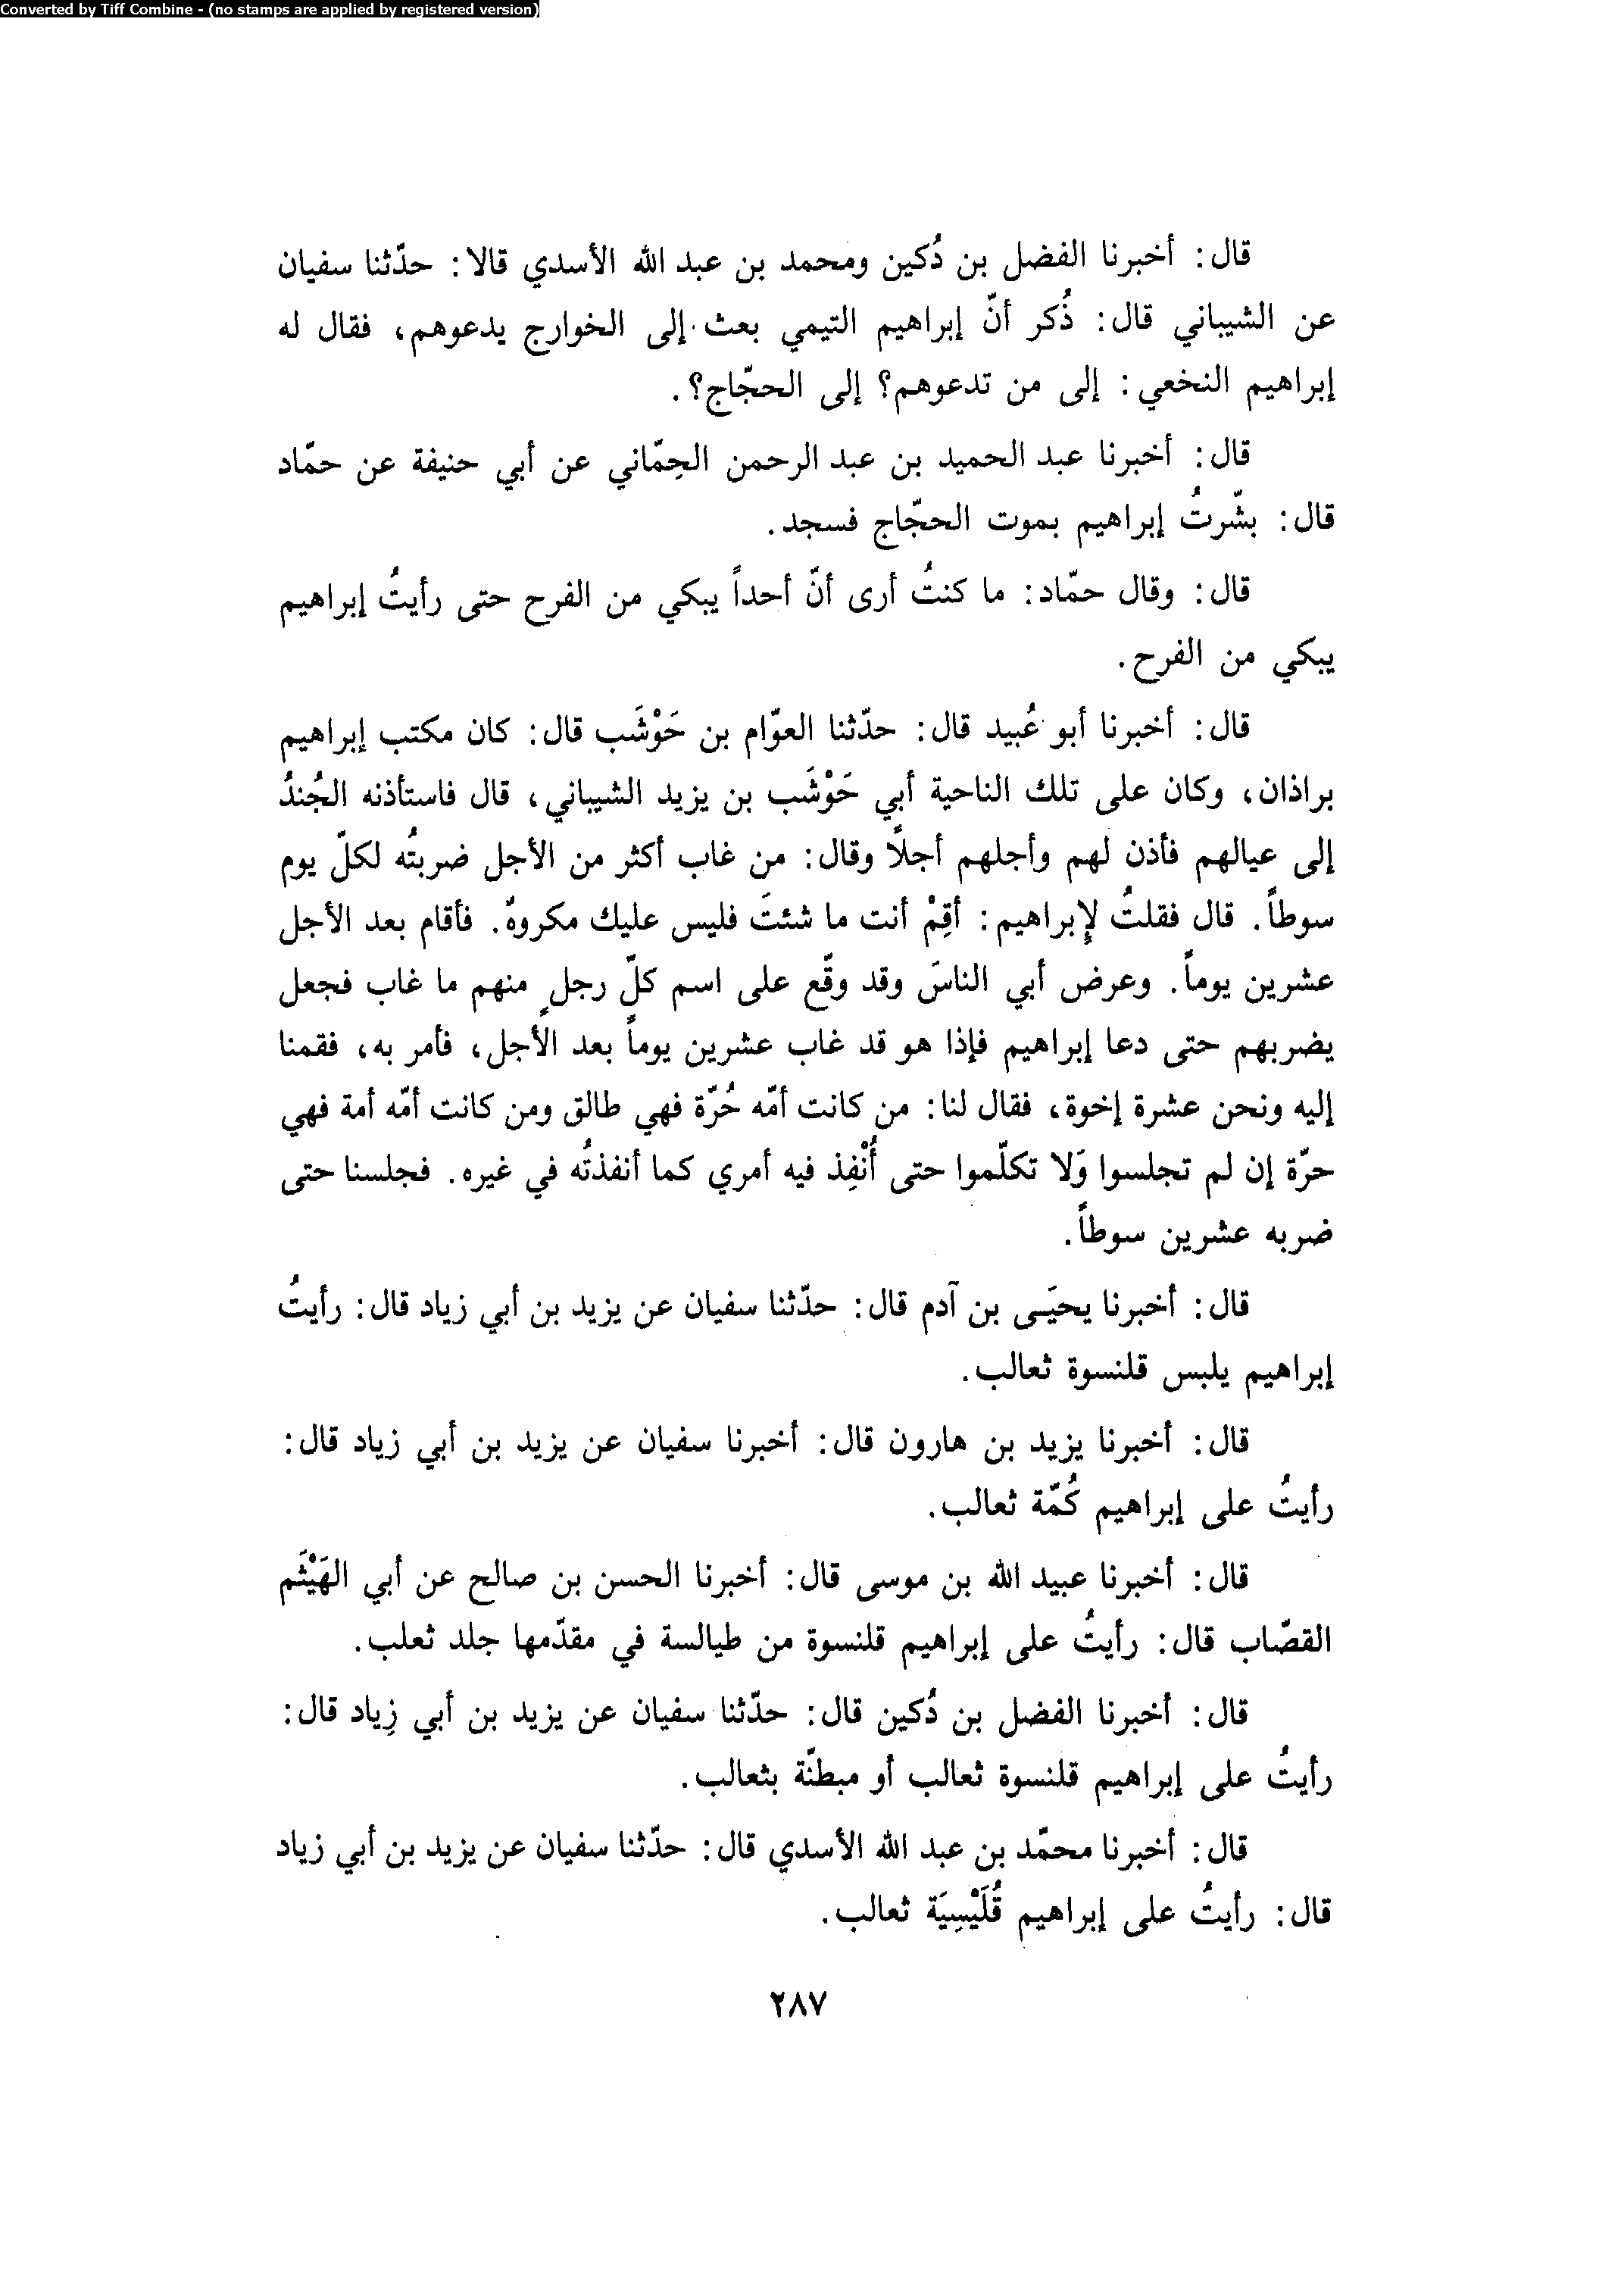 Converted by Tiff Combine - (no stamps are applied by registered version)
قال: أخبرنا الفضل بن دُكين ومحمد بن عبد الله الأسدي قالا: حدّثنا سفيان
عن الشيباني قال: ذُكر أنّ إبراهيم التيمي بعث إلى الخوارج يدعوهم، فقال له
إبراهيم النخعي: إلى من تدعوهم؟ إلى الحجّاج؟.
قال: أخبرنا عبد الحميد بن عبد الرحمن الحِمّاني عن أبي حنيفة عن حمّاد
قال: بشّرتُ إبراهيم بموت الحجّاج فسجد.
قال: وقال حمّاد: ما كنتُ أرى أنّ أحداً يبكي من الفرح حتى رأيتُ إبراهيم
يبكي من الفرح.
قال: أخبرنا أبو عُبيد قال: حدّثنا العوّام بن حَوْشَب قال: كان مكتب إبراهيم
براذان، وكان على تلك الناحية أبي حَوْشَب بن يزيد الشيباني، قال فاستأذنه الجُندُ
إلى عيالهم فأذن لهم وأجلهم أجلاً وقال: من غاب أكثر من الأجل ضربتُه لكلّ يوم
سوطاً. قال فقلتُ لإبراهيم: أقِمْ أنت ما شئتَ فليس عليك مكروهٌ. فأقام بعد الأجل
عشرين يوماً. وعرض أبي الناسَ وقد وقّع على اسم كلّ رجلٍ منهم ما غاب فجعل
يضربهم حتى دعا إبراهيم فإذا هو قد غاب عشرين يوماً بعد الأجل، فأمر به، فقمنا
إليه ونحن عشرة إخوة، فقال لنا: من كانت أمّه حُرّة فهي طالق ومن كانت أمّه أمة فهي
حرّة إن لم تجلسوا وَلا تكلّموا حتى أُنْفِذ فيه أمري كما أنفذتُه في غيره. فجلسنا حتى
ضربه عشرين سوطاً.
قال: أخبرنا يحيَـى بن آدم قال: حدّثنا سفيان عن يزيد بن أبي زياد قال: رأيتُ
إبراهيم يلبس قلنسوة ثعالب.
قال: أخبرنا يزيد بن هارون قال: أخبرنا سفيان عن يزيد بن أبي زياد قال:
رأيتُ على إبراهيم كُمّة ثعالب.
قال: أخبرنا عبيد الله بن موسى قال: أخبرنا الحسن بن صالح عن أبي الهَيْثَم
القصّاب قال: رأيتُ على إبراهيم قلنسوة من طيالسة في مقدّمها جلد ثعلب.
قال: أخبرنا الفضل بن دُكين قال: حدّثنا سفيان عن يزيد بن أبي زِياد قال:
رأيتُ على إبراهيم قلنسوة ثعالب أو مبطنّة بثعالب.
قال: أخبرنا محمّد بن عبد الله الأسدي قال: حدّثنا سفيان عن يزيد بن أبي زياد
قال: رأيتُ على إبراهيم قُلَيْسِيَة ثعالب.
٢٨٧